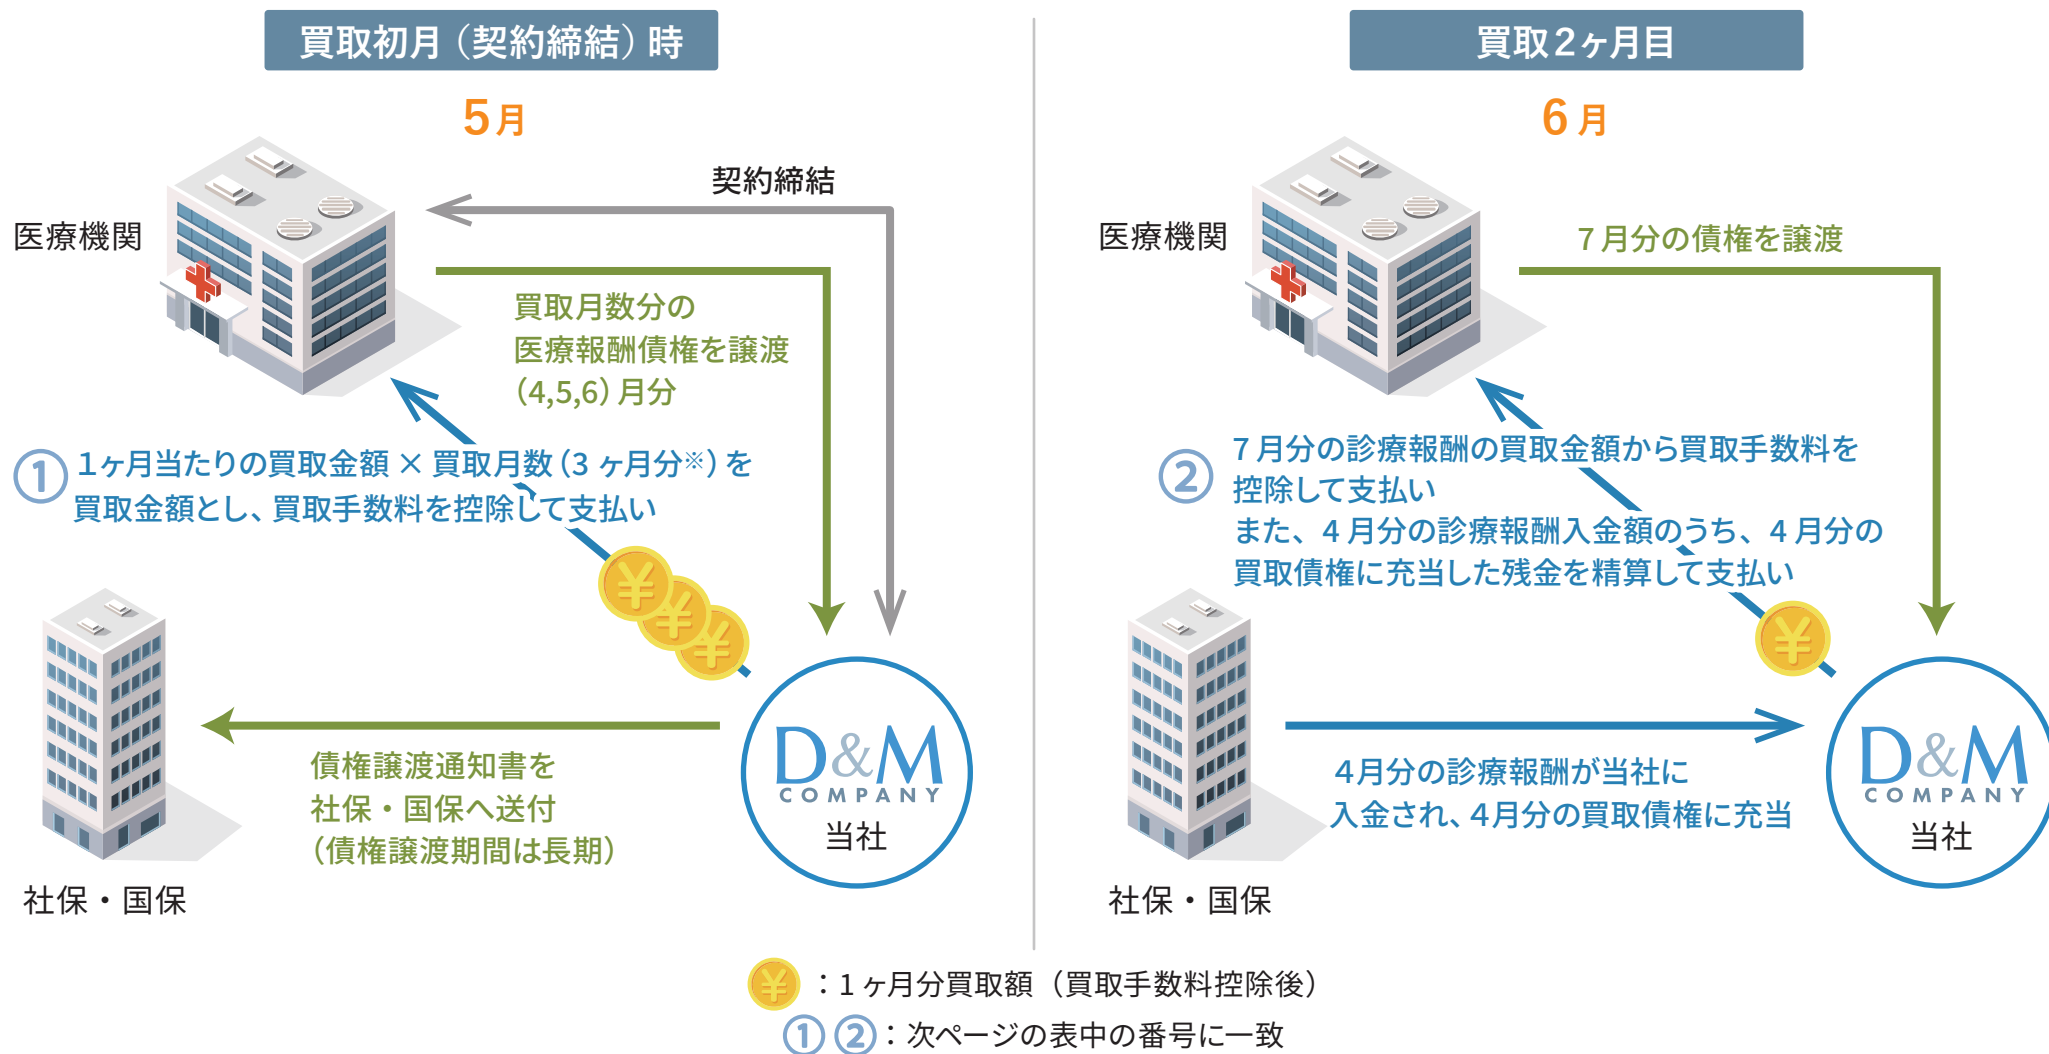 買取初月（契約締結）時
5月
契約締結
医療機関
買取月数分の
医療報酬債権を譲渡
（4,5,6）月分
① 1ヶ月当たりの買取金額 × 買取月数（3 ヶ月分※）を
買取金額とし、買取手数料を控除して支払い
債権譲渡通知書を
社保・国保へ送付
（債権譲渡期間は長期）
D&M
COMPANY
当社
社保・国保
買取2ヶ月目
6月
医療機関
7月分の債権を譲渡
② 7月分の診療報酬の買取金額から買取手数料を
控除して支払い
また、4月分の診療報酬入金額のうち、4月分の
買取債権に充当した残金を精算して支払い
4月分の診療報酬が当社に
入金され、4月分の買取債権に充当
D&M
COMPANY
当社
社保・国保
¥：1ヶ月分買取額（買取手数料控除後）
① ②：次ページの表中の番号に一致